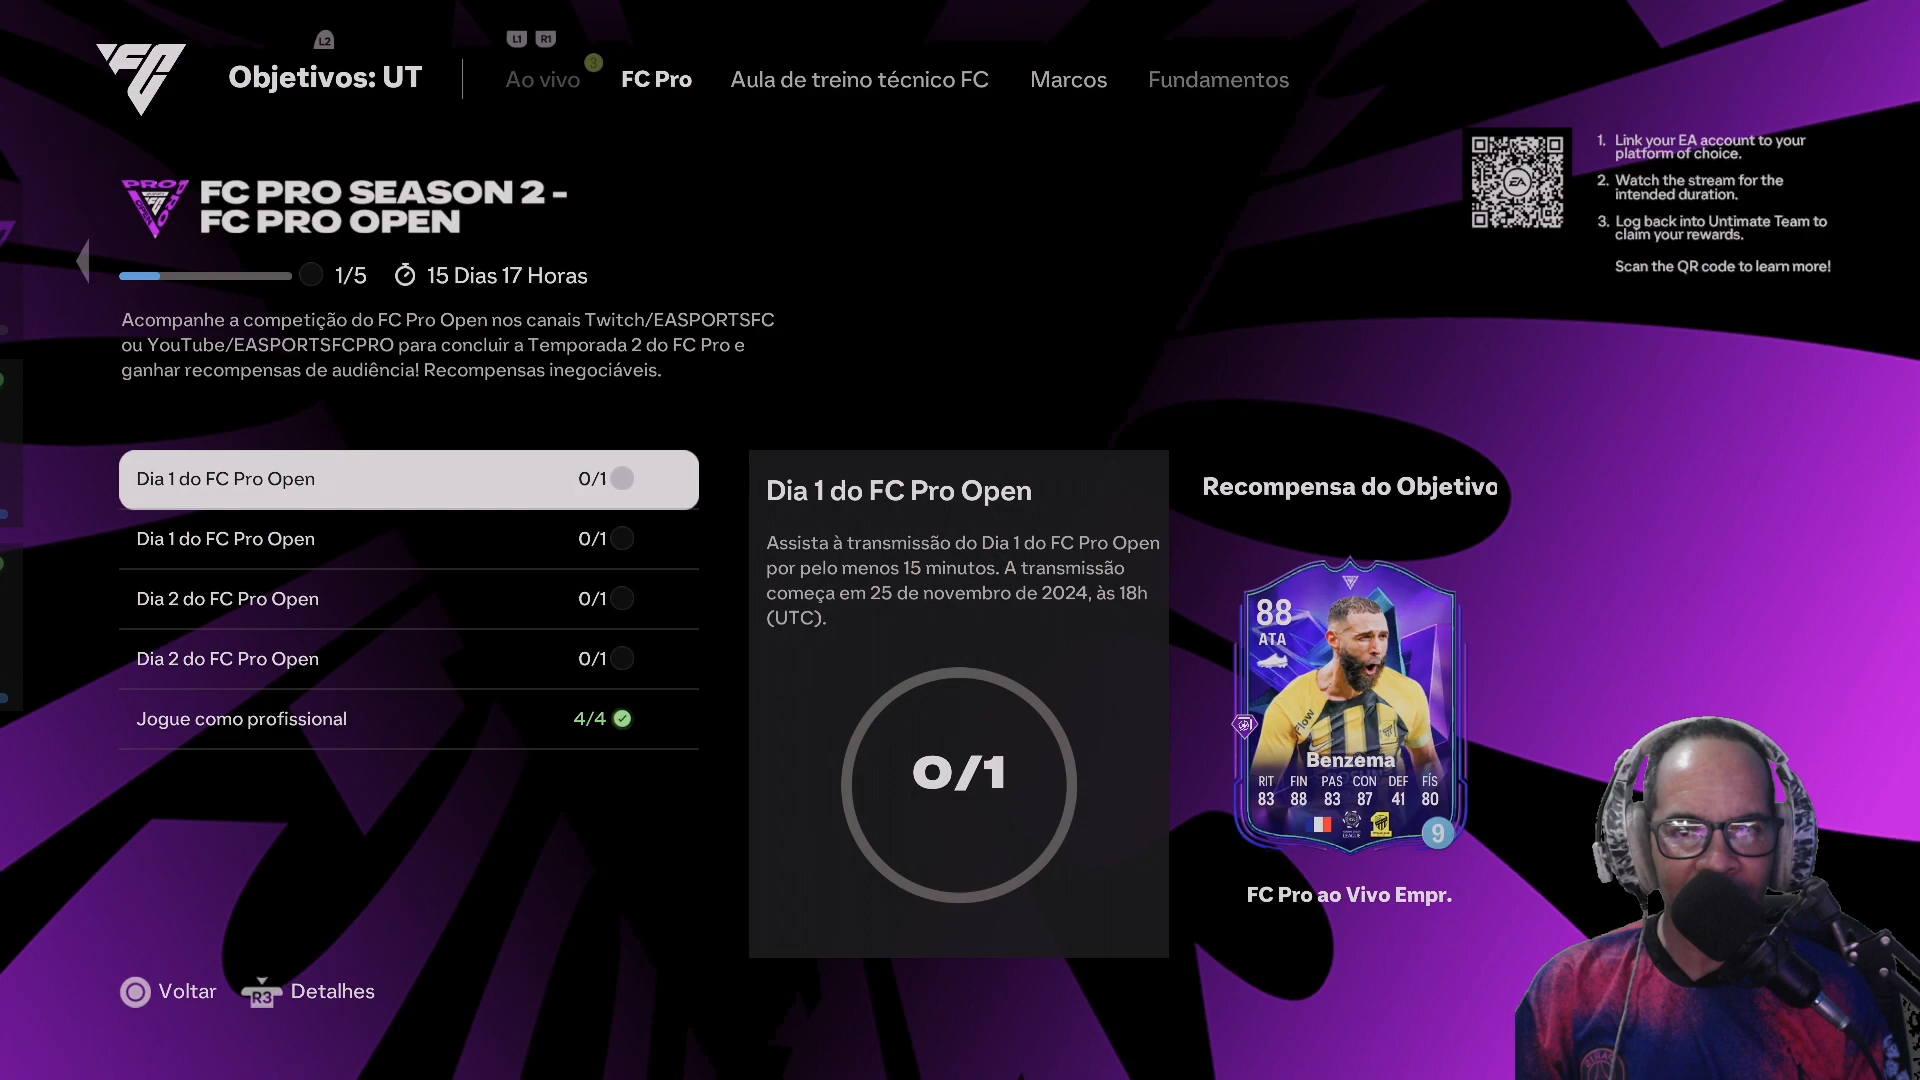 L2
L1 R1
Objetivos: UT
Ao vivo
3
FC Pro
Aula de treino técnico FC
Marcos
Fundamentos
1. Link your EA account to your
platform of choice.
2. Watch the stream for the
intended duration.
3. Log back into Untimate Team to
claim your rewards.
Scan the QR code to learn more!
EA
FC PRO SEASON 2 -
FC PRO OPEN
1/5
15 Dias 17 Horas
Acompanhe a competição do FC Pro Open nos canais Twitch/EASPORTSFC
ou YouTube/EASPORTSFCPRO para concluir a Temporada 2 do FC Pro e
ganhar recompensas de audiência! Recompensas inegociáveis.
Dia 1 do FC Pro Open 0/1
Dia 1 do FC Pro Open 0/1
Dia 2 do FC Pro Open 0/1
Dia 2 do FC Pro Open 0/1
Jogue como profissional 4/4
Dia 1 do FC Pro Open
Assista à transmissão do Dia 1 do FC Pro Open
por pelo menos 15 minutos. A transmissão
começa em 25 de novembro de 2024, às 18h
(UTC).
0/1
Recompensa do Objetivo
88
ATA
Flow
Benzema
RIT FIN PAS CON DEF FÍS
83 88 83 87 41 80
9
FC Pro ao Vivo Empr.
Voltar
R3 Detalhes